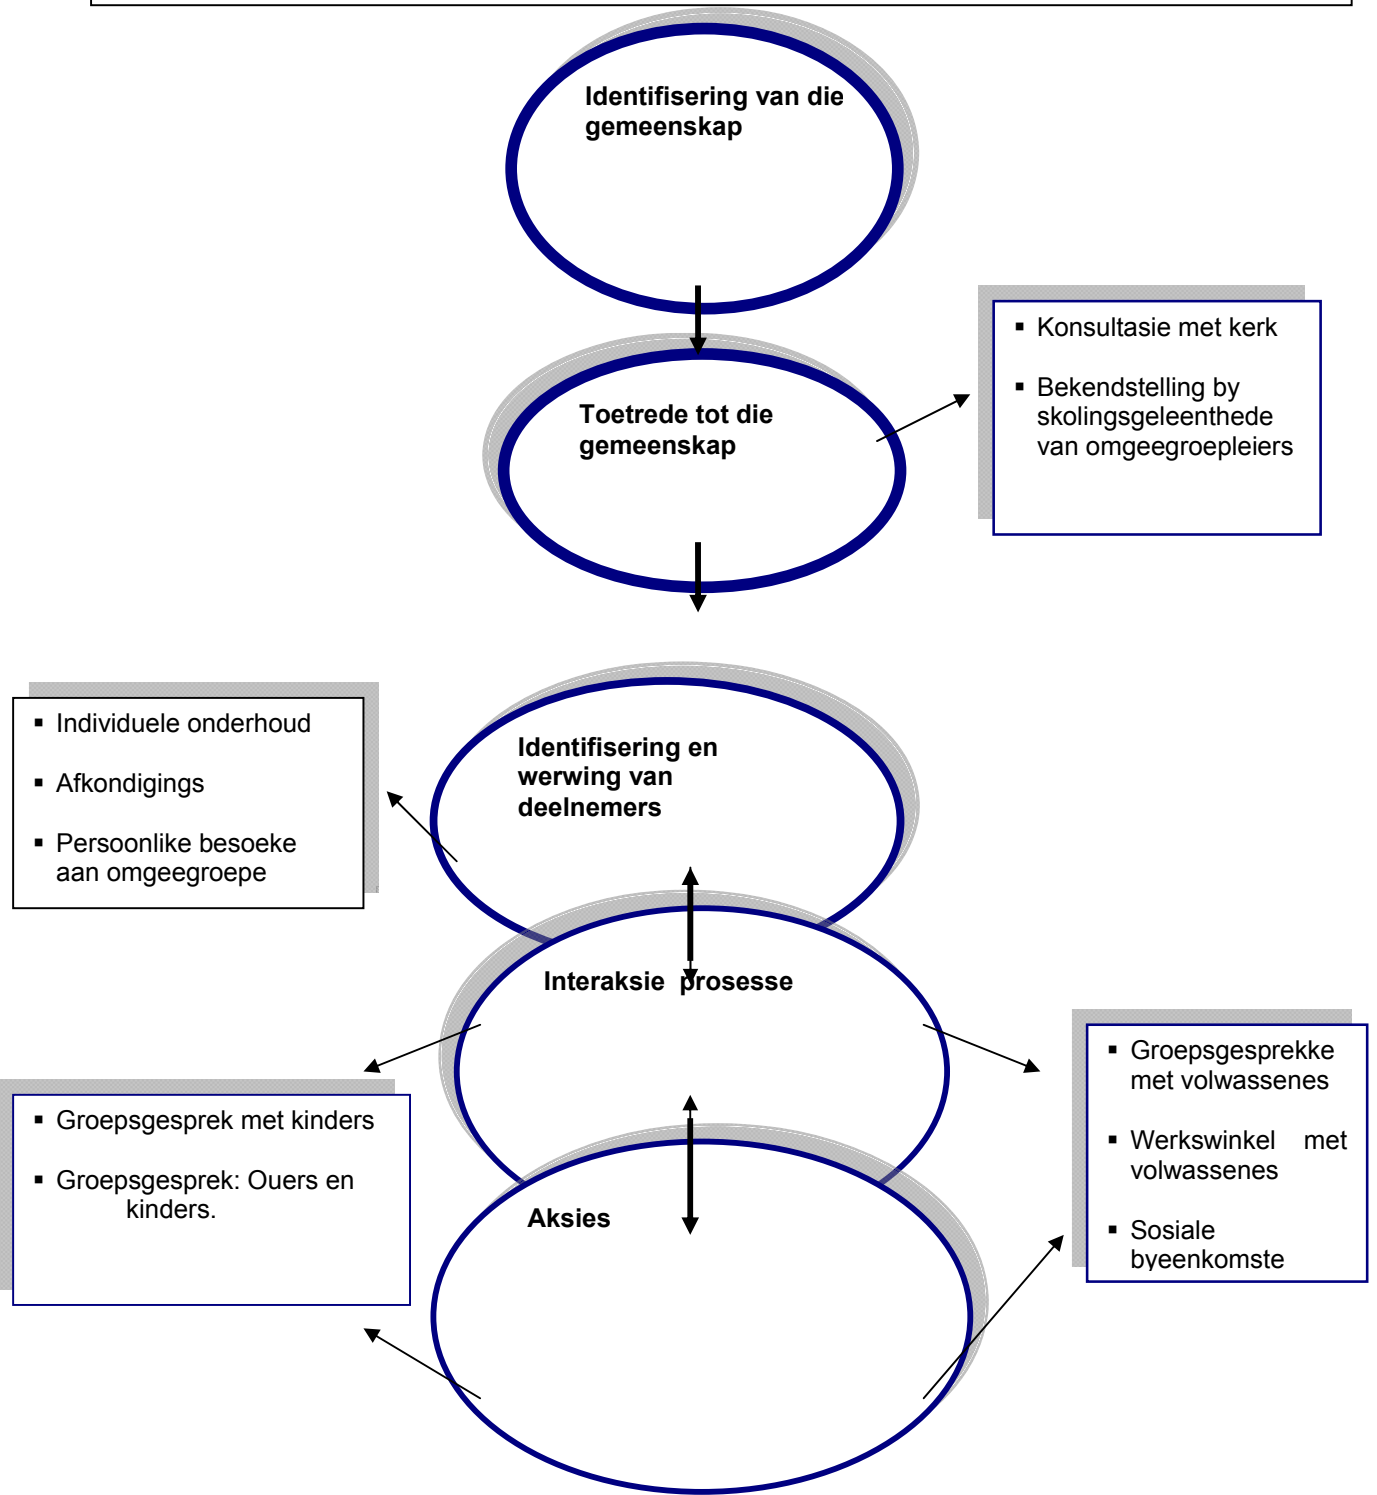 Identifisering van die
gemeenskap
▪ Konsultasie met kerk
▪ Bekendstelling by
skolingsgeleenthede
van omgeegroepleiers
Toetrede tot die
gemeenskap
▪ Individuele onderhoud
▪ Afkondigings
▪ Persoonlike besoeke
aan omgeegroepe
Identifisering en
werwing van
deelnemers
Interaksie prosesse
▪ Groepsgesprekke
met volwassenes
▪ Werkswinkel met
volwassenes
▪ Sosiale
byeenkomste
▪ Groepsgesprek met kinders
▪ Groepsgesprek: Ouers en
kinders.
Aksies